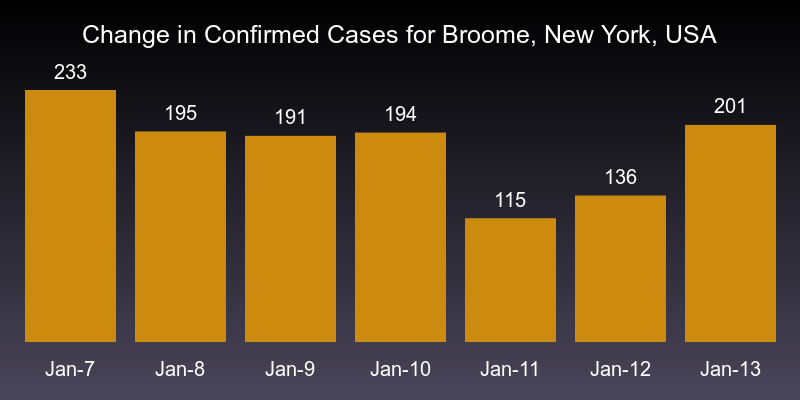 Change in Confirmed Cases for Broome, New York, USA
233
195
191
194
115
136
201
Jan-7
Jan-8
Jan-9
Jan-10
Jan-11
Jan-12
Jan-13